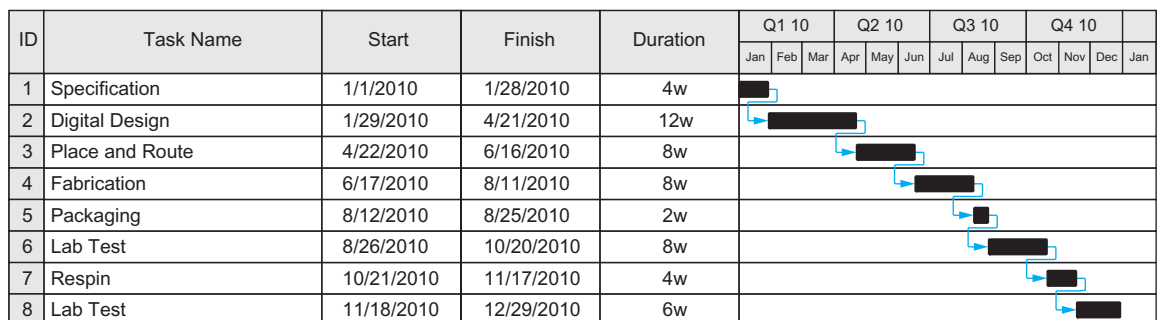 ID Task Name Start Finish Duration Q1 10 Q2 10 Q3 10 Q4 10
Jan Feb Mar Apr May Jun Jul Aug Sep Oct Nov Dec Jan
1 Specification 1/1/2010 1/28/2010 4w
2 Digital Design 1/29/2010 4/21/2010 12w
3 Place and Route 4/22/2010 6/16/2010 8w
4 Fabrication 6/17/2010 8/11/2010 8w
5 Packaging 8/12/2010 8/25/2010 2w
6 Lab Test 8/26/2010 10/20/2010 8w
7 Respin 10/21/2010 11/17/2010 4w
8 Lab Test 11/18/2010 12/29/2010 6w